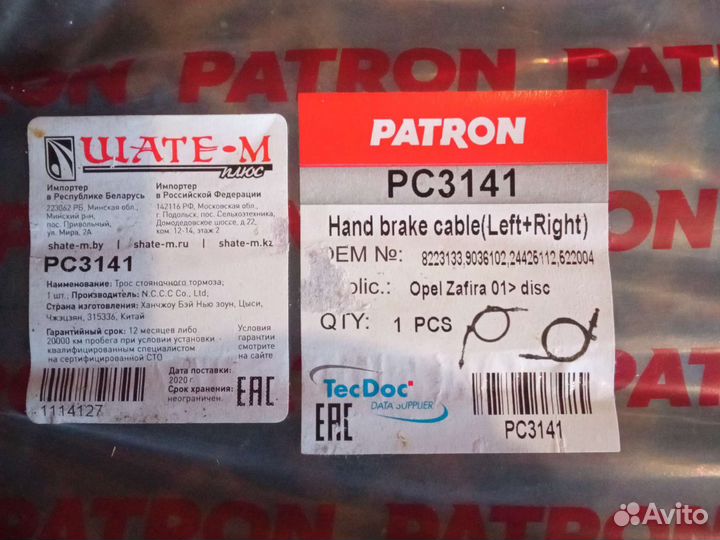 PATRON PATRON
ШАТЕ-М
плюс
Импортер
в Республике Беларусь
223062 РБ, Минская обл.,
Минский р-н,
пос. Привольный,
ул. Мира, 2А
Импортер
в Российской Федерации
142116 РФ, Московская обл.,
г. Подольск, пос. Сельхозтехника,
Домодедовское шоссе, д.22,
ком. 12-14, этаж 2
shate-m.by | shate-m.ru | shate-m.kz
PC3141
Наименование: Трос стояночного тормоза;
1 шт.; Производитель: N.C.C.C Co., Ltd;
Страна изготовления: Ханчжоу Бэй Нью зоун, Цыси,
Чжэцзян, 315336, Китай
Гарантийный срок: 12 месяцев либо
20000 км пробега при условии установки
квалифицированным специалистом
на сертифицированной СТО
Условия
гарантии
смотрите
на сайте
Дата поставки:
2020 г.
Срок хранения:
неограничен.
EAC
1114127
PATRON
PC3141
Hand brake cable(Left+Right)
OEM №: 8223133,9036102,24425112,522004
plic.: Opel Zafira 01> disc
QTY: 1 PCS
TecDoc
DATA SUPPLIER
EAC
PC3141
PATRON
PATRON
Avito